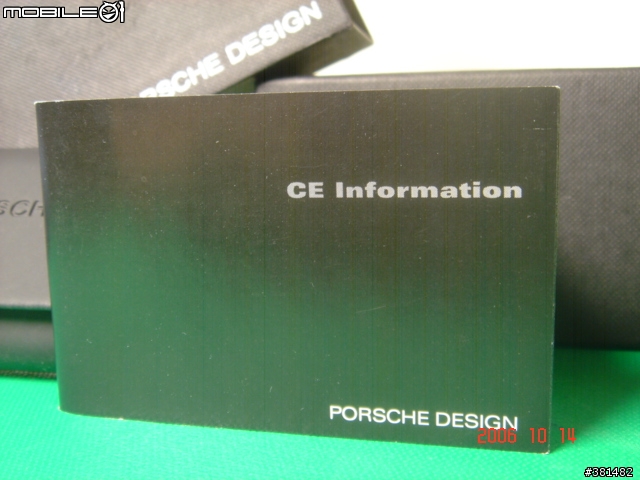 mobile01
PORSCHE DESIGN
CE Information
PORSCHE DESIGN
2006 10 14
#381482